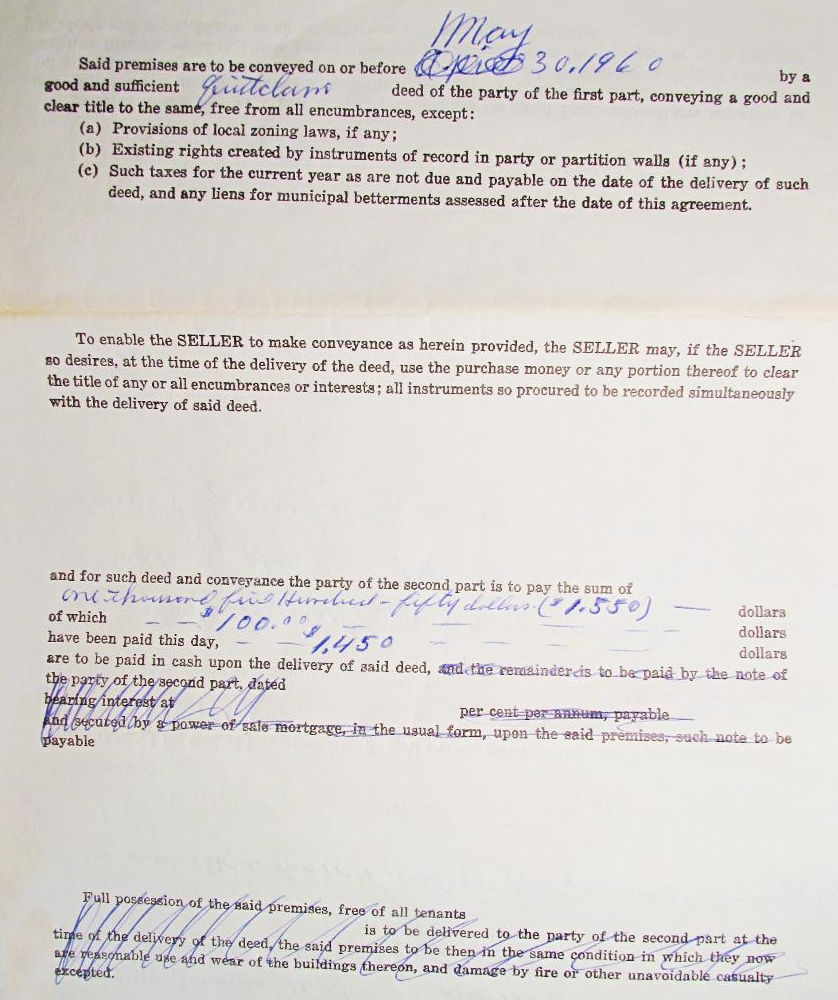 May
Said premises are to be conveyed on or before April 30, 1960 by a
good and sufficient quitclaim deed of the party of the first part, conveying a good and
clear title to the same, free from all encumbrances, except:
(a) Provisions of local zoning laws, if any;
(b) Existing rights created by instruments of record in party or partition walls (if any);
(c) Such taxes for the current year as are not due and payable on the date of the delivery of such
deed, and any liens for municipal betterments assessed after the date of this agreement.
To enable the SELLER to make conveyance as herein provided, the SELLER may, if the SELLER
so desires, at the time of the delivery of the deed, use the purchase money or any portion thereof to clear
the title of any or all encumbrances or interests; all instruments so procured to be recorded simultaneously
with the delivery of said deed.
and for such deed and conveyance the party of the second part is to pay the sum of
one thousand five Hundred - fifty dollars ($1.550) — dollars
of which — — $100.00 — — — dollars
have been paid this day, — — $1,450 — — — dollars
are to be paid in cash upon the delivery of said deed, and the remainder is to be paid by the note of
the party of the second part, dated
bearing interest at per cent per annum, payable
and secured by a power of sale mortgage, in the usual form, upon the said premises, such note to be
payable
Full possession of the said premises, free of all tenants
is to be delivered to the party of the second part at the
time of the delivery of the deed, the said premises to be then in the same condition in which they now
are reasonable use and wear of the buildings thereon, and damage by fire or other unavoidable casualty
excepted.